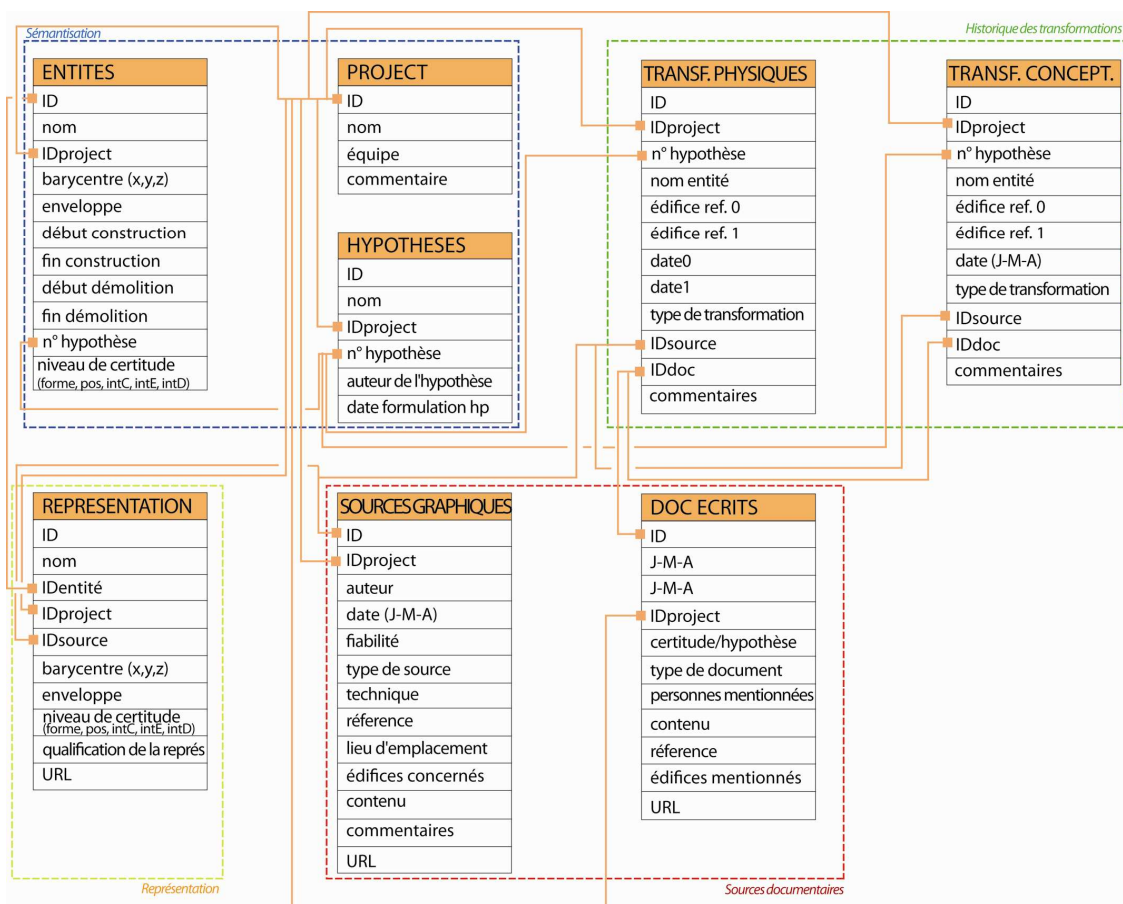 Sémantisation
ENTITES
ID
nom
IDproject
barycentre (x,y,z)
enveloppe
début construction
fin construction
début démolition
fin démolition
n° hypothèse
niveau de certitude
(forme, pos, intC, intE, intD)
PROJECT
ID
nom
équipe
commentaire
HYPOTHESES
ID
nom
IDproject
n° hypothèse
auteur de l'hypothèse
date formulation hp
Historique des transformations
TRANSF. PHYSIQUES
ID
IDproject
n° hypothèse
nom entité
édifice ref. 0
édifice ref. 1
date0
date1
type de transformation
IDsource
IDdoc
commentaires
TRANSF. CONCEPT.
ID
IDproject
n° hypothèse
nom entité
édifice ref. 0
édifice ref. 1
date (J-M-A)
type de transformation
IDsource
IDdoc
commentaires
REPRESENTATION
ID
nom
IDentité
IDproject
IDsource
barycentre (x,y,z)
enveloppe
niveau de certitude
(forme, pos, intC, intE, intD)
qualification de la représ
URL
Représentation
SOURCES GRAPHIQUES
ID
IDproject
auteur
date (J-M-A)
fiabilité
type de source
technique
réference
lieu d'emplacement
édifices concernés
contenu
commentaires
URL
DOC ECRITS
ID
J-M-A
J-M-A
IDproject
certitude/hypothèse
type de document
personnes mentionnées
contenu
réference
édifices mentionnés
URL
Sources documentaires